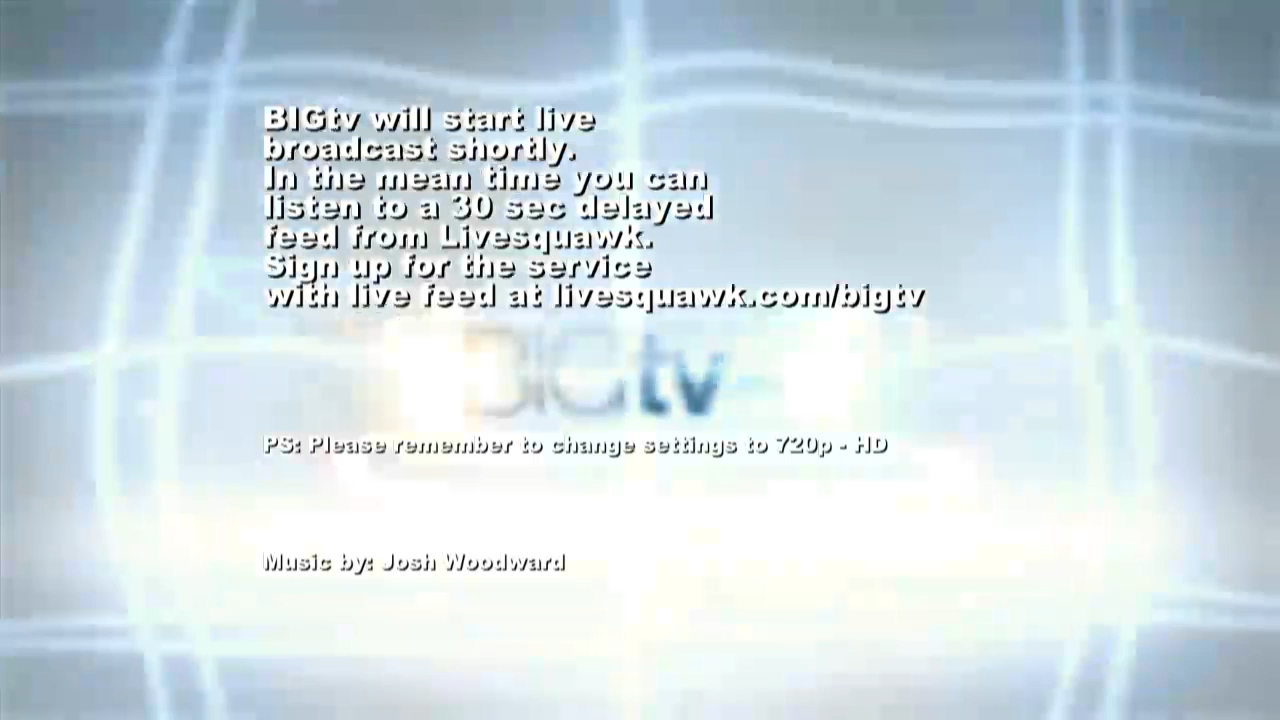 BIGtv will start live
broadcast shortly.
In the mean time you can
listen to a 30 sec delayed
feed from Livesquawk.
Sign up for the service
with live feed at livesquawk.com/bigtv
BIGtv
PS: Please remember to change settings to 720p - HD
Music by: Josh Woodward